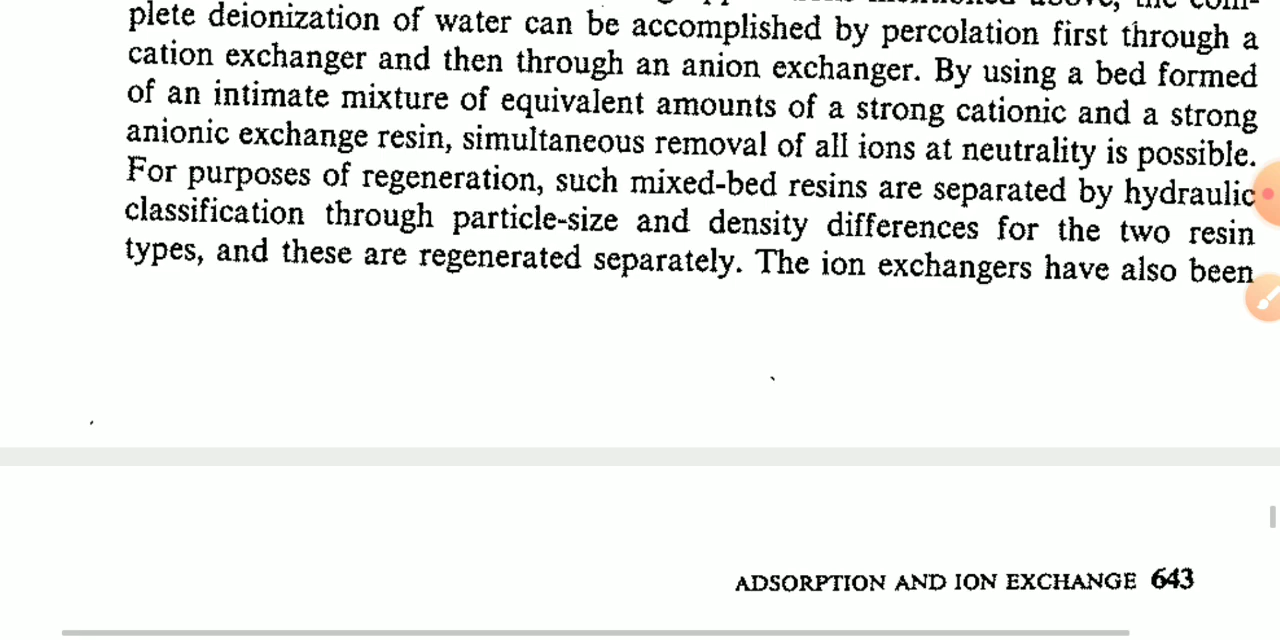 plete deionization of water can be accomplished by percolation first through a
cation exchanger and then through an anion exchanger. By using a bed formed
of an intimate mixture of equivalent amounts of a strong cationic and a strong
anionic exchange resin, simultaneous removal of all ions at neutrality is possible.
For purposes of regeneration, such mixed-bed resins are separated by hydraulic
classification through particle-size and density differences for the two resin
types, and these are regenerated separately. The ion exchangers have also been
ADSORPTION AND ION EXCHANGE 643